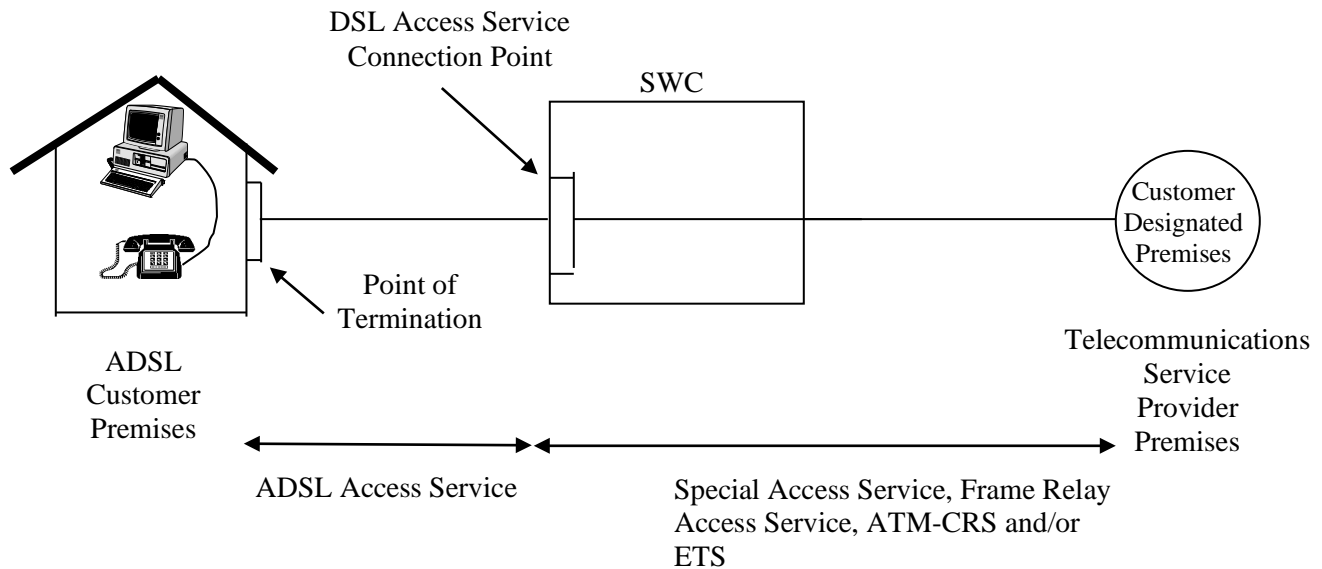 DSL Access Service
Connection Point
SWC
Customer
Designated
Premises
Point of
Termination
ADSL
Customer
Premises
Telecommunications
Service
Provider
Premises
ADSL Access Service
Special Access Service, Frame Relay
Access Service, ATM-CRS and/or
ETS